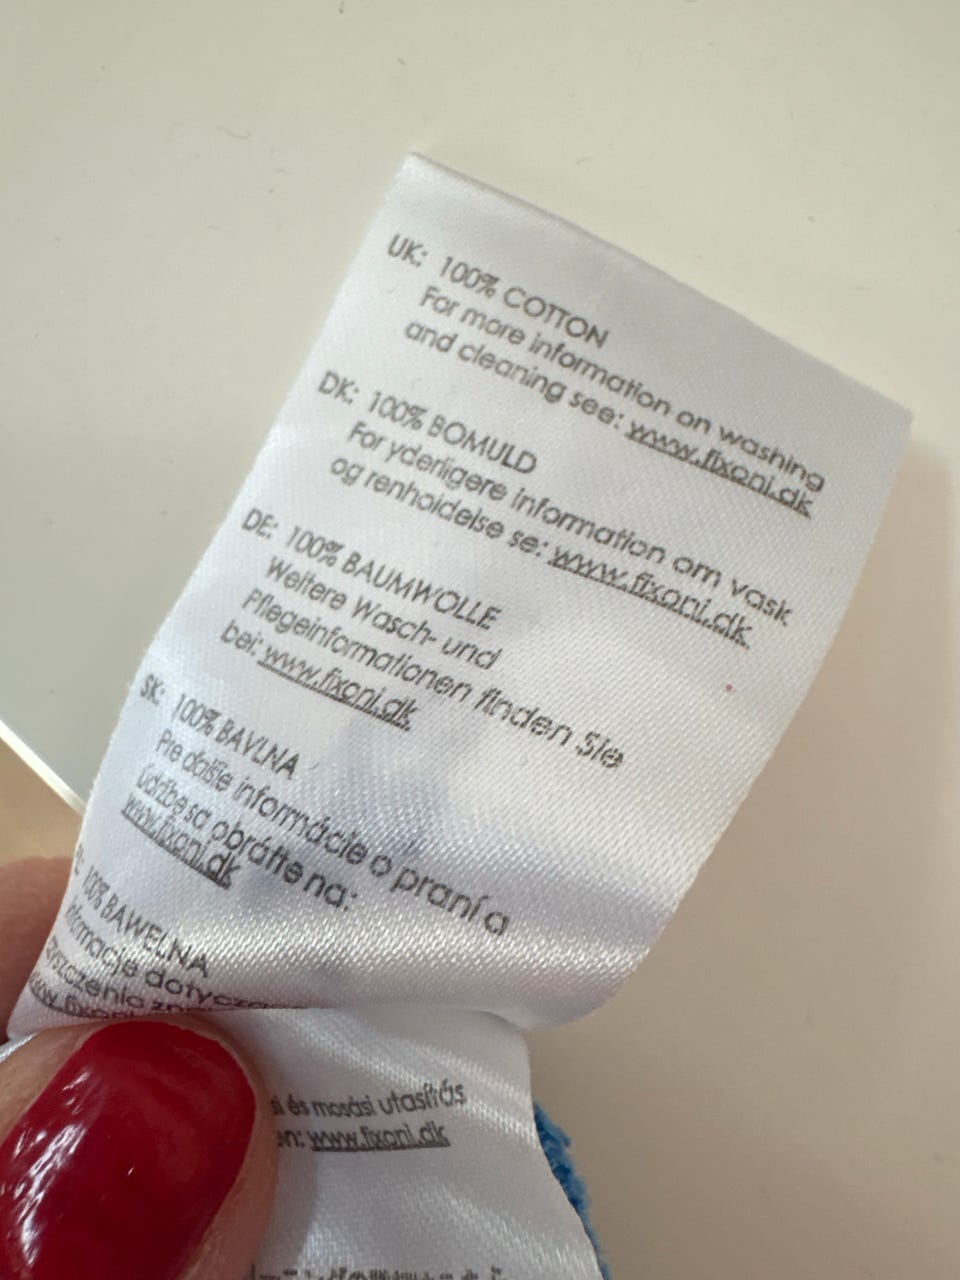 UK: 100% COTTON
For more information on washing
and cleaning see: www.fixoni.dk
DK: 100% BOMULD
For yderligere information om vask
og renholdelse se: www.fixoni.dk
DE: 100% BAUMWOLLE
Weitere Wasch- und
Pflegeinformationen finden Sie
bei: www.fixoni.dk
SK: 100% BAVLNA
Pre ďalšie informácie o praní a
údržbe sa obráťte na:
www.fixoni.dk
100% BAWEŁNA
Informacje
www.fixoni
és mosási utasítás
www.fixoni.dk